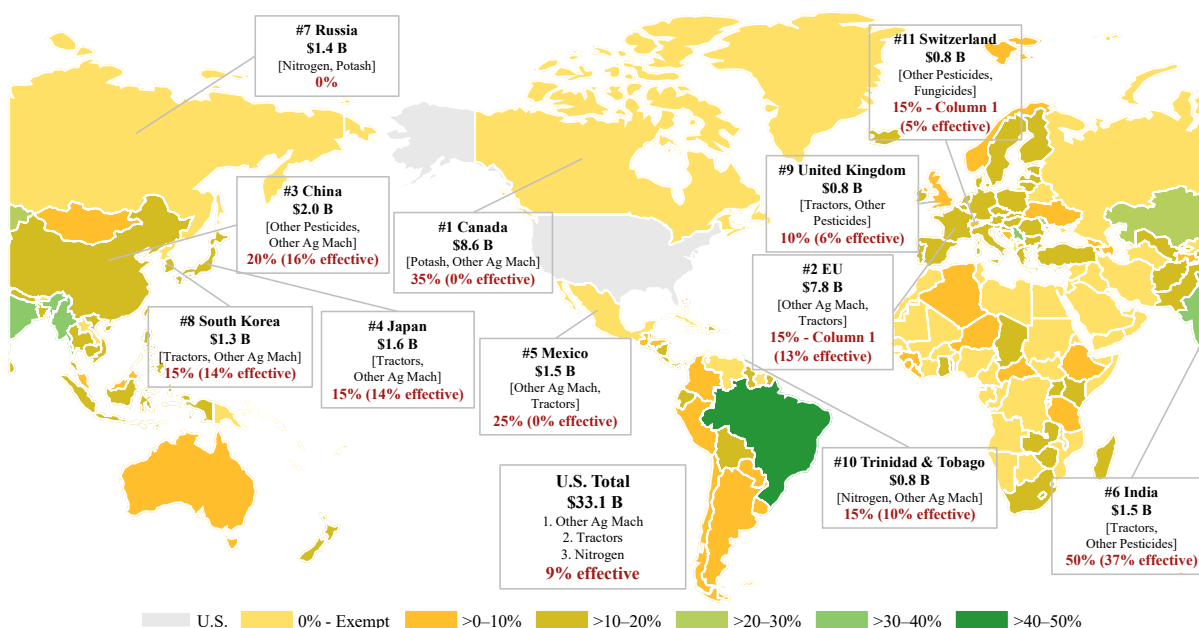 #7 Russia
$1.4 B
[Nitrogen, Potash]
0%
#11 Switzerland
$0.8 B
[Other Pesticides,
Fungicides]
15% - Column 1
(5% effective)
#3 China
$2.0 B
[Other Pesticides,
Other Ag Mach]
20% (16% effective)
#1 Canada
$8.6 B
[Potash, Other Ag Mach]
35% (0% effective)
#9 United Kingdom
$0.8 B
[Tractors, Other
Pesticides]
10% (6% effective)
#2 EU
$7.8 B
[Other Ag Mach,
Tractors]
15% - Column 1
(13% effective)
#8 South Korea
$1.3 B
[Tractors, Other Ag Mach]
15% (14% effective)
#4 Japan
$1.6 B
[Tractors,
Other Ag Mach]
15% (14% effective)
#5 Mexico
$1.5 B
[Other Ag Mach,
Tractors]
25% (0% effective)
#10 Trinidad & Tobago
$0.8 B
[Nitrogen, Other Ag Mach]
15% (10% effective)
#6 India
$1.5 B
[Tractors,
Other Pesticides]
50% (37% effective)
U.S. Total
$33.1 B
1. Other Ag Mach
2. Tractors
3. Nitrogen
9% effective
U.S.
0% - Exempt
>0–10%
>10–20%
>20–30%
>30–40%
>40–50%